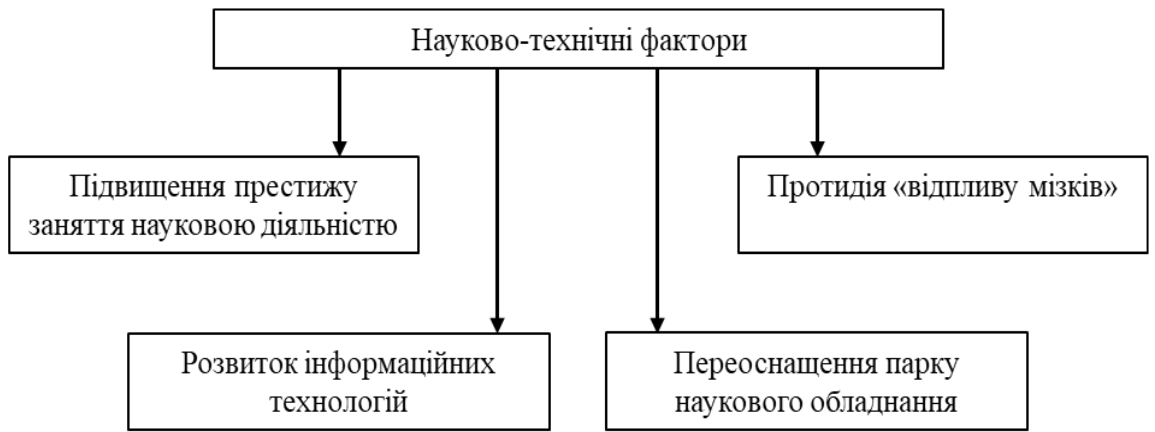 Науково-технічні фактори
Підвищення престижу
заняття науковою діяльністю
Протидія «відпливу мізків»
Розвиток інформаційних
технологій
Переоснащення парку
наукового обладнання